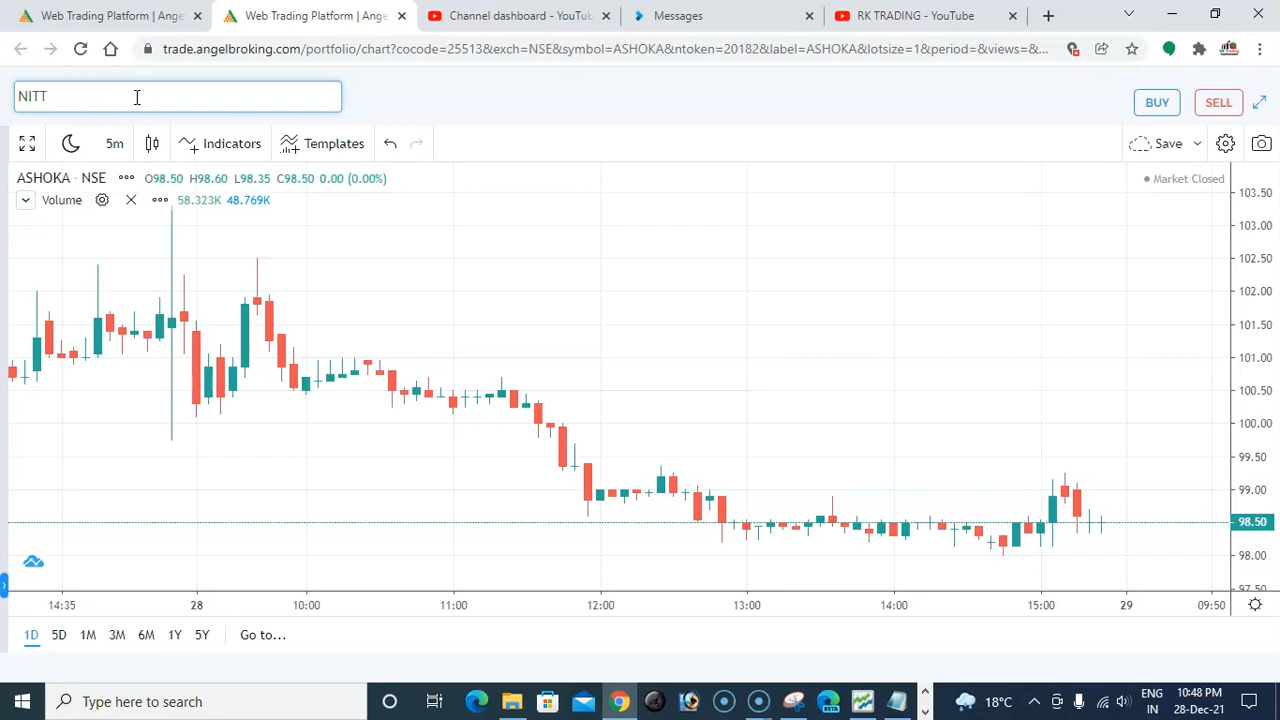 Web Trading Platform | Ange
Web Trading Platform | Ange
Channel dashboard - YouTub
Messages
RK TRADING - YouTube
trade.angelbroking.com/portfolio/chart?cocode=25513&exch=NSE&symbol=ASHOKA&ntoken=20182&label=ASHOKA&lotsize=1&period=&views=&...
NITT
BUY
SELL
5m
Indicators
Templates
Save
ASHOKA · NSE
O98.50 H98.60 L98.35 C98.50 0.00 (0.00%)
Market Closed
Volume
58.323K 48.769K
103.50
103.00
102.50
102.00
101.50
101.00
100.50
100.00
99.50
99.00
98.50
98.00
97.50
14:35
28
10:00
11:00
12:00
13:00
14:00
15:00
29
09:50
1D 5D 1M 3M 6M 1Y 5Y Go to...
Type here to search
BETA
18°C
ENG
IN
10:48 PM
28-Dec-21